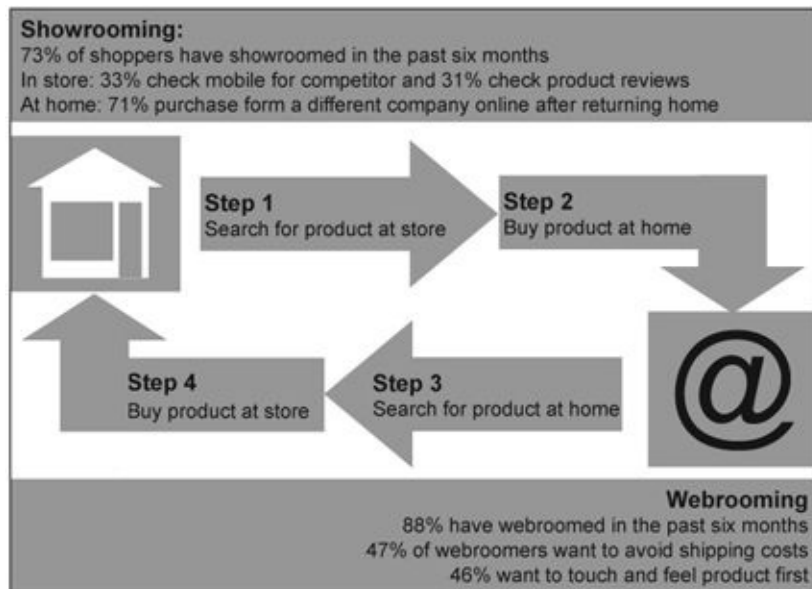 Showrooming:
73% of shoppers have showroomed in the past six months
In store: 33% check mobile for competitor and 31% check product reviews
At home: 71% purchase form a different company online after returning home
Step 1
Search for product at store
Step 2
Buy product at home
@
Step 3
Search for product at home
Step 4
Buy product at store
Webrooming
88% have webroomed in the past six months
47% of webroomers want to avoid shipping costs
46% want to touch and feel product first